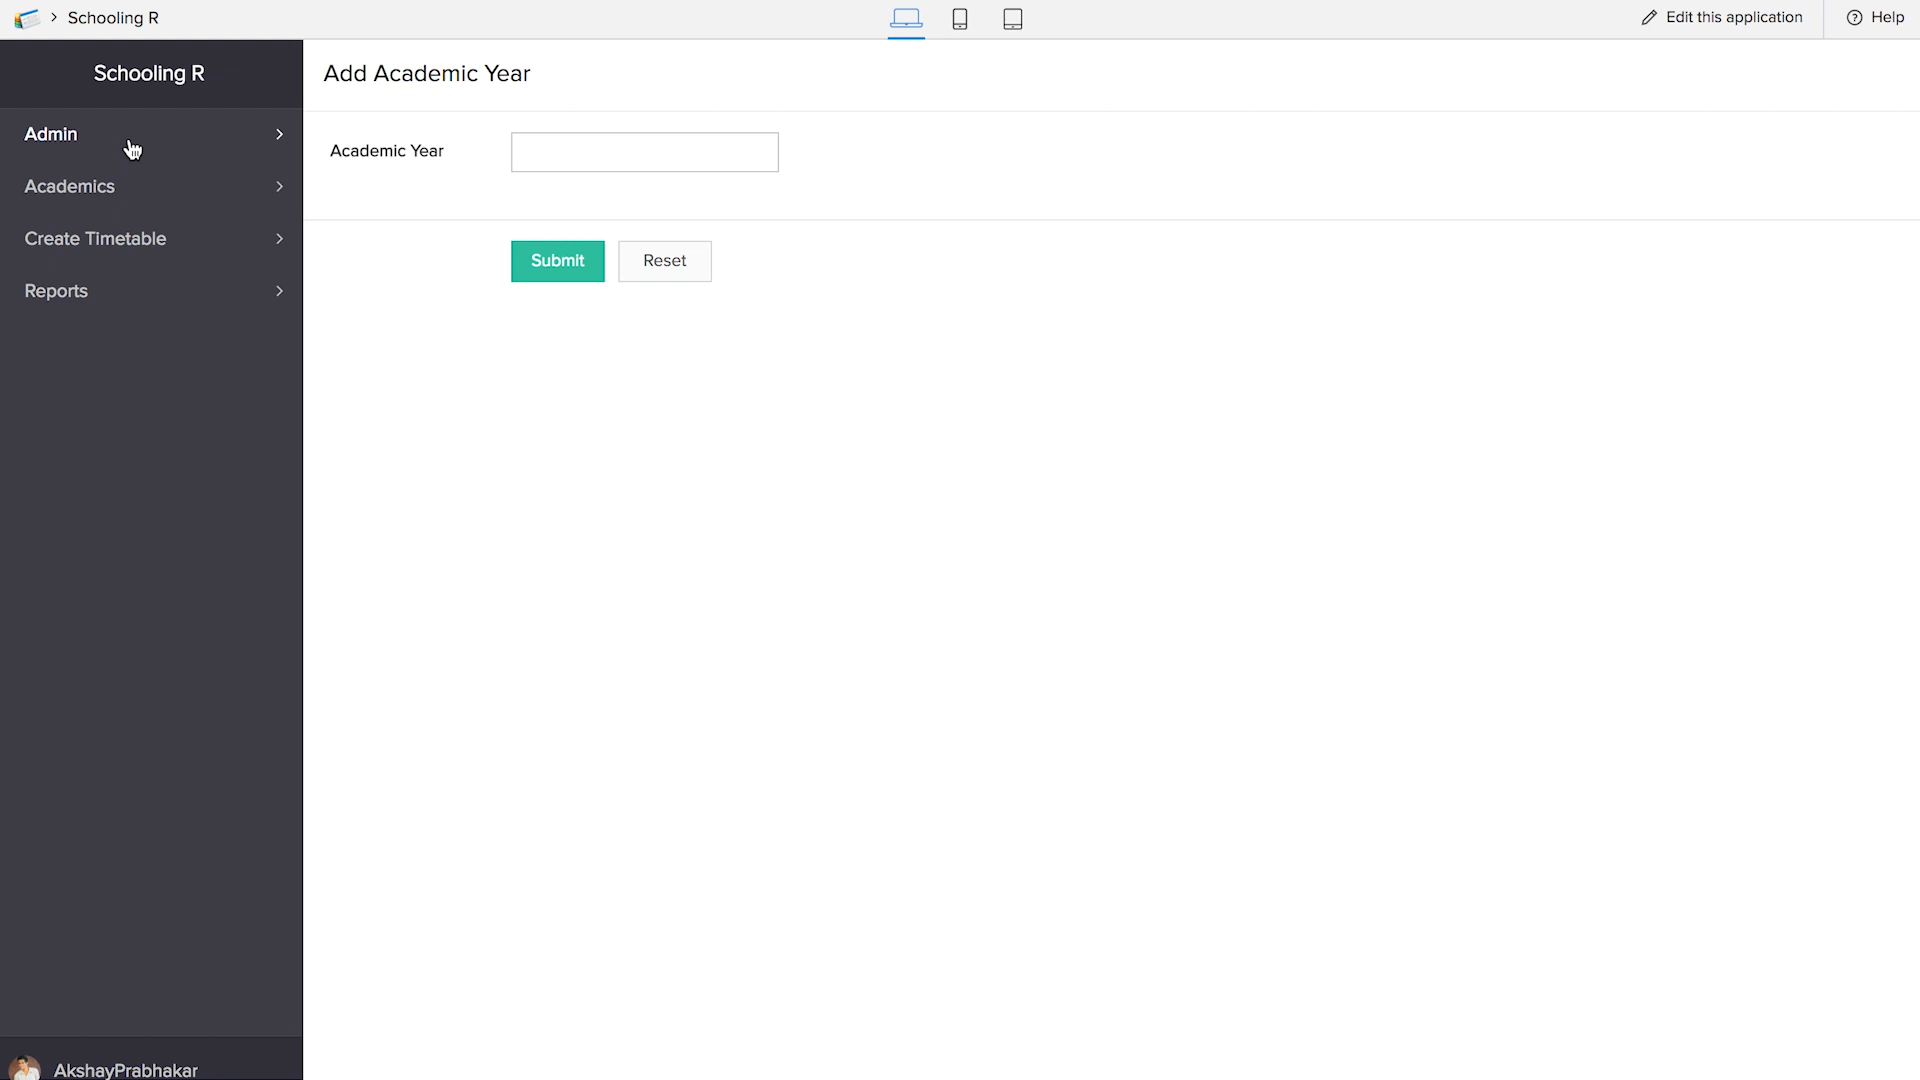 Schooling R
Edit this application
Help
Schooling R
Add Academic Year
Admin
Academic Year
Academics
Create Timetable
Submit
Reset
Reports
AkshayPrabhakar